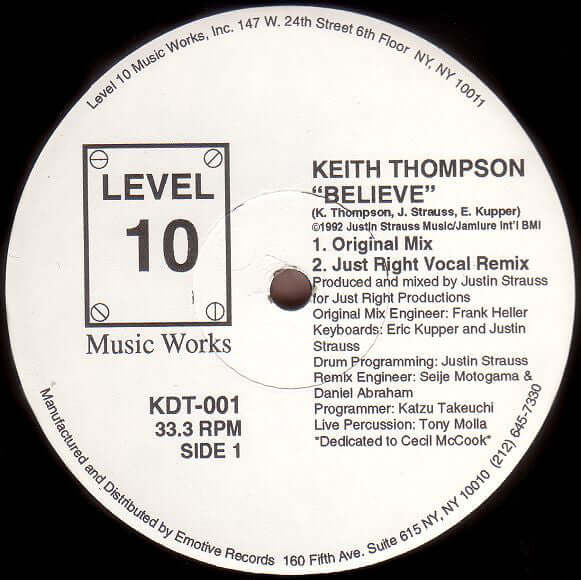 Level 10 Music Works, Inc. 147 W. 24th Street 6th Floor NY, NY 10011
LEVEL
10
Music Works
KDT-001
33.3 RPM
SIDE 1
KEITH THOMPSON
"BELIEVE"
(K. Thompson, J. Strauss, E. Kupper)
©1992 Justin Strauss Music/Jamlure Int'l BMI
1. Original Mix
2. Just Right Vocal Remix
Produced and mixed by Justin Strauss
for Just Right Productions
Original Mix Engineer: Frank Heller
Keyboards: Eric Kupper and Justin
Strauss
Drum Programming: Justin Strauss
Remix Engineer: Seije Motogama &
Daniel Abraham
Programmer: Katzu Takeuchi
Live Percussion: Tony Molla
"Dedicated to Cecil McCook"
Manufactured and Distributed by Emotive Records 160 Fifth Ave. Suite 615 NY, NY 10010 (212) 645-7330